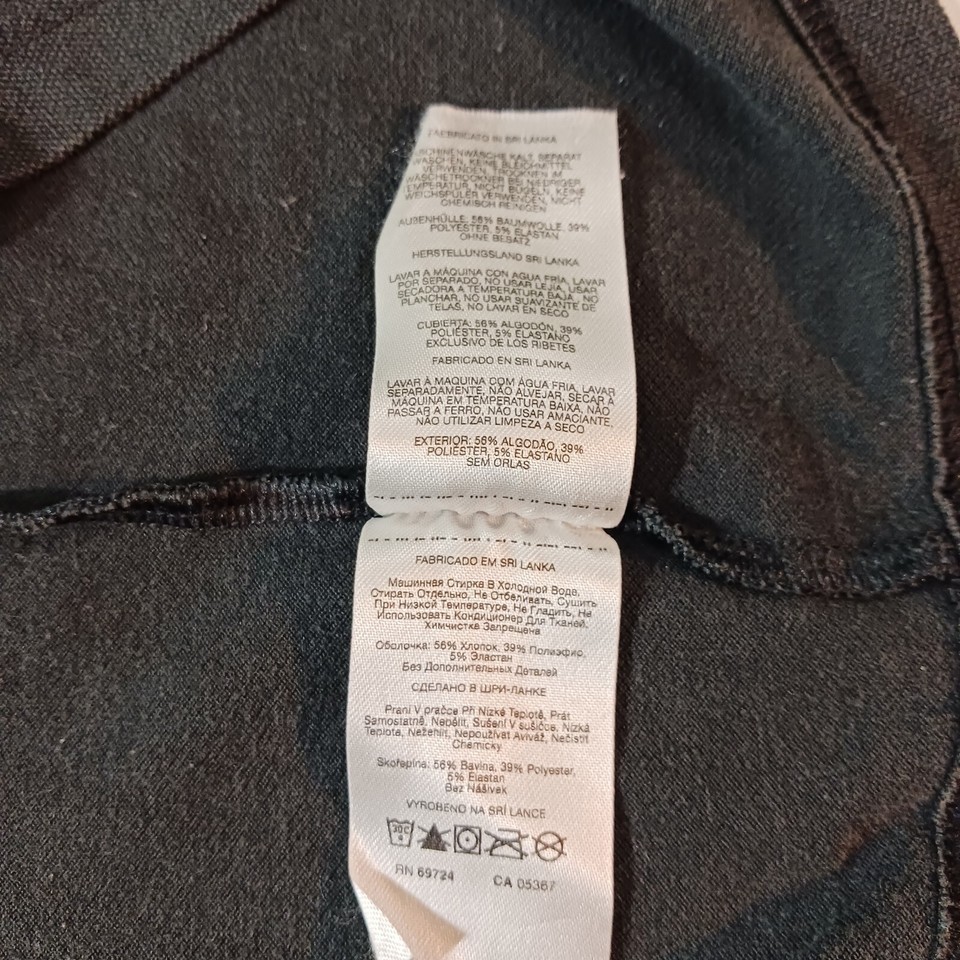 FABRICATO IN SRI LANKA
WASCHEN, KEINE BLEICHMITTEL
VERWENDEN, TROCKNEN IM
WÄSCHETROCKNER BEI NIEDRIGER
TEMPERATUR, NICHT BÜGELN, KEINE
WEICHSPÜLER VERWENDEN, NICHT
CHEMISCH REINIGEN
AUßENHÜLLE: 56% BAUMWOLLE, 39%
POLYESTER, 5% ELASTAN
OHNE BESATZ
HERSTELLUNGSLAND SRI LANKA
LAVAR A MÁQUINA CON AGUA FRÍA, LAVAR
POR SEPARADO, NO USAR LEJIA, USAR
SECADORA A TEMPERATURA BAJA, NO
PLANCHAR, NO USAR SUAVIZANTE DE
TELAS, NO LAVAR EN SECO
CUBIERTA: 56% ALGODÓN, 39%
POLIÉSTER, 5% ELASTANO
EXCLUSIVO DE LOS RIBETES
FABRICADO EN SRI LANKA
LAVAR À MAQUINA COM ÁGUA FRIA, LAVAR
SEPARADAMENTE, NÃO ALVEJAR, SECAR À
MÁQUINA EM TEMPERATURA BAIXA, NÃO
PASSAR A FERRO, NÃO USAR AMACIANTE,
NÃO UTILIZAR LIMPEZA A SECO
EXTERIOR: 56% ALGODÃO, 39%
POLIÉSTER, 5% ELASTANO
SEM ORLAS
FABRICADO EM SRI LANKA
Машинная Стирка В Холодной Воде,
Стирать Отдельно, Не Отбеливать, Сушить
При Низкой Температуре, Не Гладить, Не
Использовать Кондиционер Для Тканей,
Химчистка Запрещена
Оболочка: 56% Хлопок, 39% Полиэфир,
5% Эластан
Без Дополнительных Деталей
СДЕЛАНО В ШРИ-ЛАНКЕ
Praní V pračce Při Nízké Teplotě, Prát
Samostatně, Nebělit, Sušení V sušičce, Nízká
Teplota, Nežehlit, Nepoužívat Aviváž, Nečistit
Chemicky
Skořepina: 56% Bavlna, 39% Polyester,
5% Elastan
Bez Nášivek
VYROBENO NA SRÍ LANCE
30C
RN 69724 CA 05367